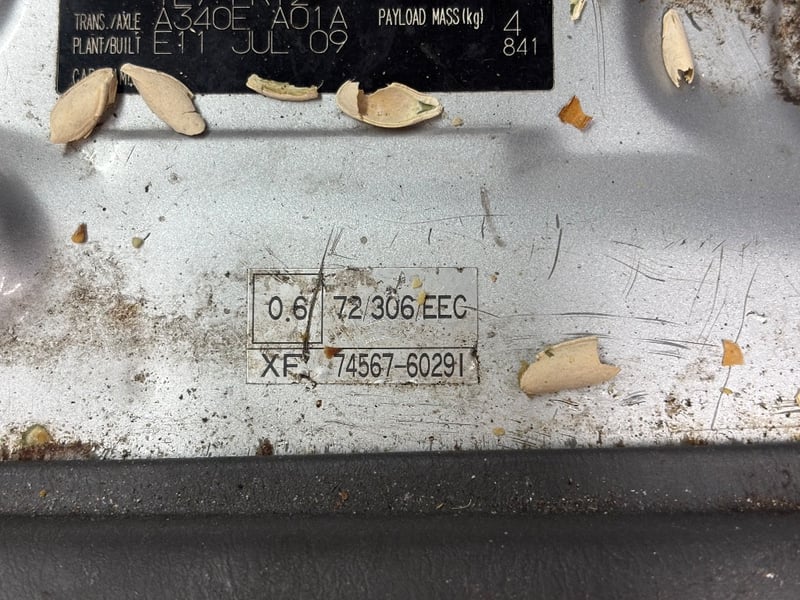 TRANS./AXLE A340E A01A PAYLOAD MASS(kg) 4
PLANT/BUILT E11 JUL 09 841
0.6 72/306/EEC
XF 74567-60291